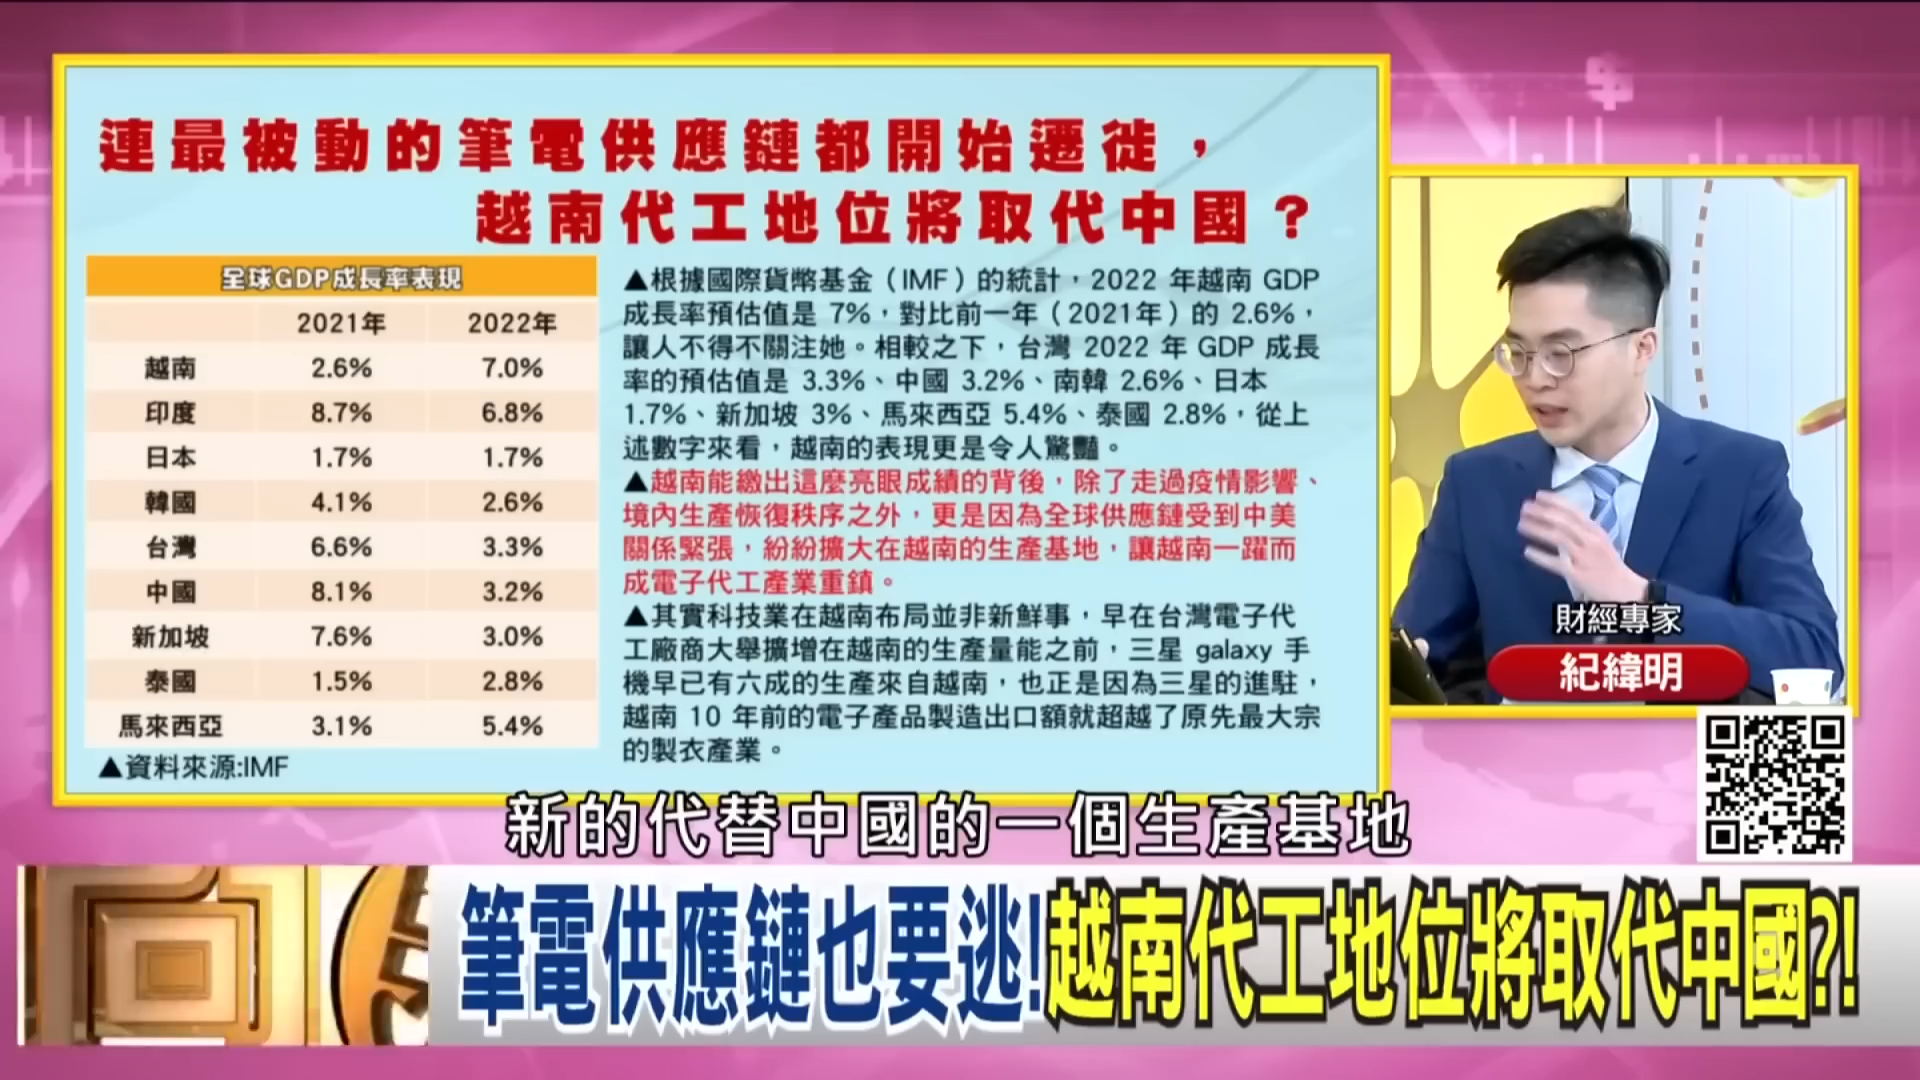 連最被動的筆電供應鏈都開始遷徙，
越南代工地位將取代中國？
全球GDP成長率表現
2021年 2022年
越南 2.6% 7.0%
印度 8.7% 6.8%
日本 1.7% 1.7%
韓國 4.1% 2.6%
台灣 6.6% 3.3%
中國 8.1% 3.2%
新加坡 7.6% 3.0%
泰國 1.5% 2.8%
馬來西亞 3.1% 5.4%
▲資料來源:IMF
▲根據國際貨幣基金（IMF）的統計，2022 年越南 GDP
成長率預估值是 7%，對比前一年（2021年）的 2.6%，
讓人不得不關注她。相較之下，台灣 2022 年 GDP 成長
率的預估值是 3.3%、中國 3.2%、南韓 2.6%、日本
1.7%、新加坡 3%、馬來西亞 5.4%、泰國 2.8%，從上
述數字來看，越南的表現更是令人驚豔。
▲越南能繳出這麼亮眼成績的背後，除了走過疫情影響、
境內生產恢復秩序之外，更是因為全球供應鏈受到中美
關係緊張，紛紛擴大在越南的生產基地，讓越南一躍而
成電子代工產業重鎮。
▲其實科技業在越南布局並非新鮮事，早在台灣電子代
工廠商大舉擴增在越南的生產量能之前，三星 galaxy 手
機早已有六成的生產來自越南，也正是因為三星的進駐，
越南 10 年前的電子產品製造出口額就超越了原先最大宗
的製衣產業。
財經專家
紀緯明
新的代替中國的一個生產基地
筆電供應鏈也要逃!越南代工地位將取代中國?!